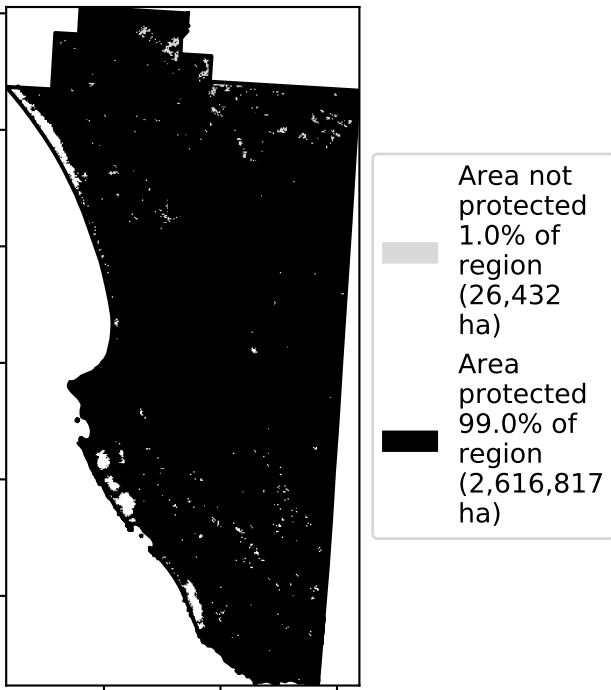 Area not
protected
1.0% of
region
(26,432
ha)
Area
protected
99.0% of
region
(2,616,817
ha)